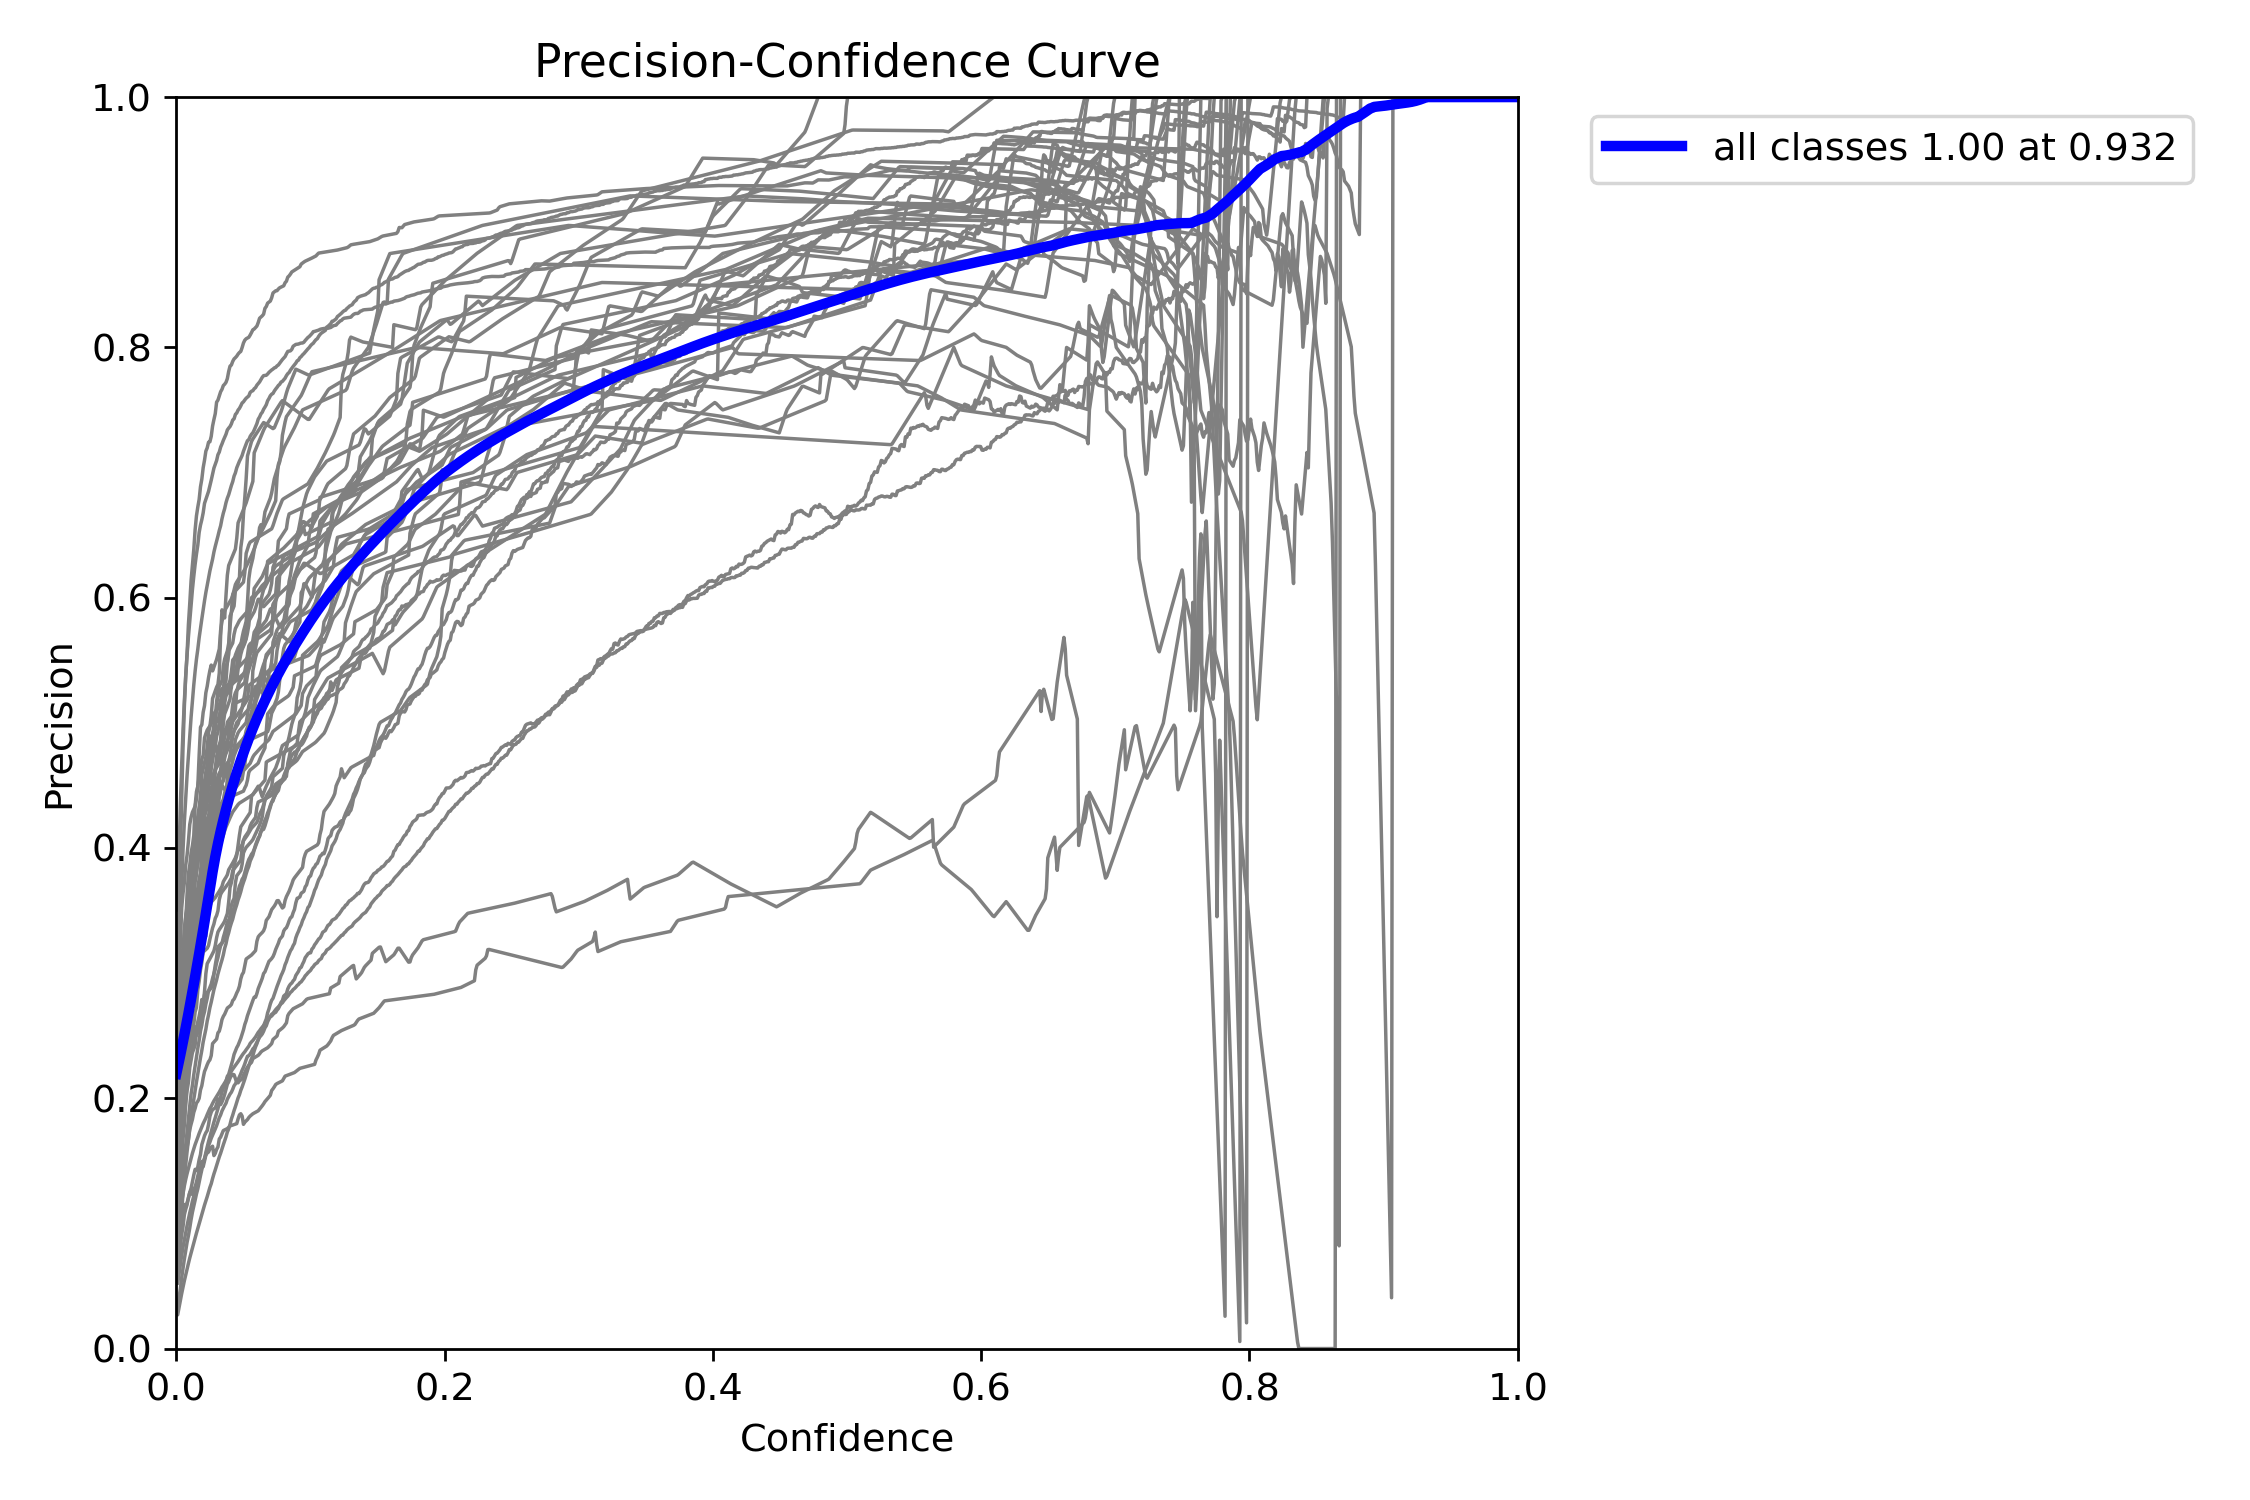 Precision-Confidence Curve
1.0
0.8
0.6
0.4
0.2
0.0
Precision
0.0 0.2 0.4 0.6 0.8 1.0
Confidence
all classes 1.00 at 0.932